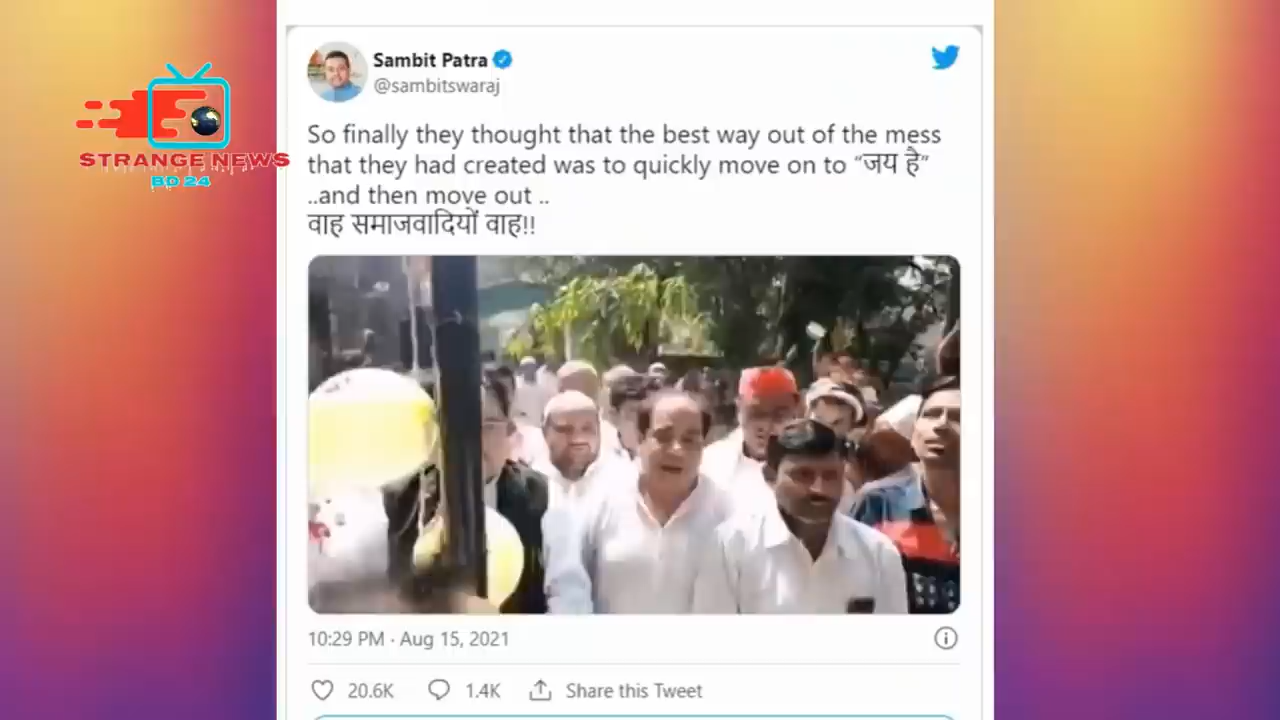 STRANGE NEWS
BD 24
Sambit Patra
@sambitswaraj
So finally they thought that the best way out of the mess
that they had created was to quickly move on to “जय है”
..and then move out ..
वाह समाजवादियों वाह!!
10:29 PM · Aug 15, 2021
20.6K 1.4K Share this Tweet